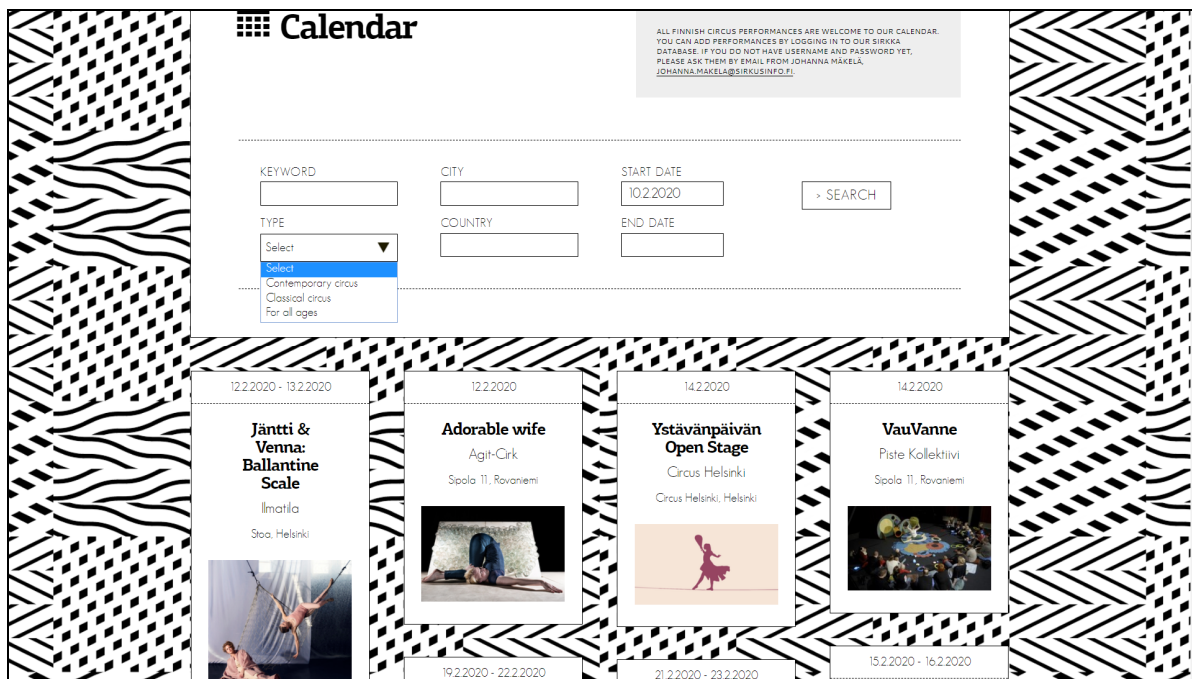 Calendar
ALL FINNISH CIRCUS PERFORMANCES ARE WELCOME TO OUR CALENDAR.
YOU CAN ADD PERFORMANCES BY LOGGING IN TO OUR SIRKKA
DATABASE. IF YOU DO NOT HAVE USERNAME AND PASSWORD YET,
PLEASE ASK THEM BY EMAIL FROM JOHANNA MÄKELÄ,
JOHANNA.MAKELA@SIRKUSINFO.FI.
KEYWORD
CITY
START DATE
10.2.2020
> SEARCH
TYPE
COUNTRY
END DATE
Select
Select
Contemporary circus
Classical circus
For all ages
12.2.2020 - 13.2.2020
Jäntti &
Venna:
Ballantine
Scale
Ilmatila
Stoa, Helsinki
12.2.2020
Adorable wife
Agit-Cirk
Sipola 11, Rovaniemi
14.2.2020
Ystävänpäivän
Open Stage
Circus Helsinki
Circus Helsinki, Helsinki
14.2.2020
VauVanne
Piste Kollektiivi
Sipola 11, Rovaniemi
19.2.2020 - 22.2.2020
21.2.2020 - 23.2.2020
15.2.2020 - 16.2.2020